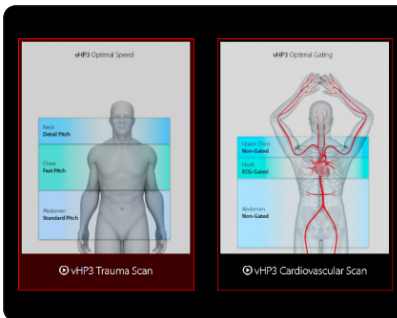 vHP3 Optimal Speed
Neck
Detail Pitch
Chest
Fast Pitch
Abdomen
Standard Pitch
vHP3 Trauma Scan
vHP3 Optimal Gating
Upper Chest
Non-Gated
Heart
ECG-Gated
Abdomen
Non-Gated
vHP3 Cardiovascular Scan